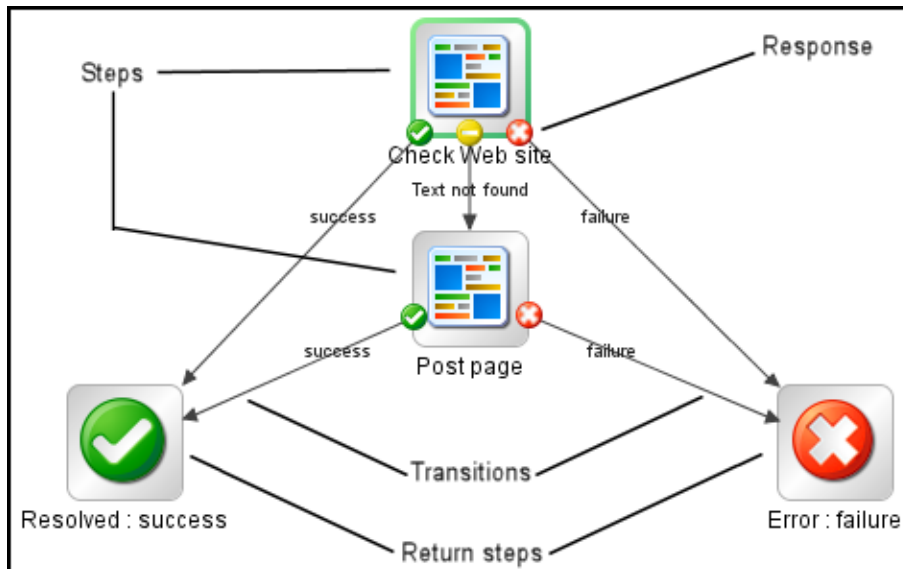 Response
Steps
Check Web site
Text not found
success
failure
success
failure
Post page
Transitions
Resolved : success
Error : failure
Return steps